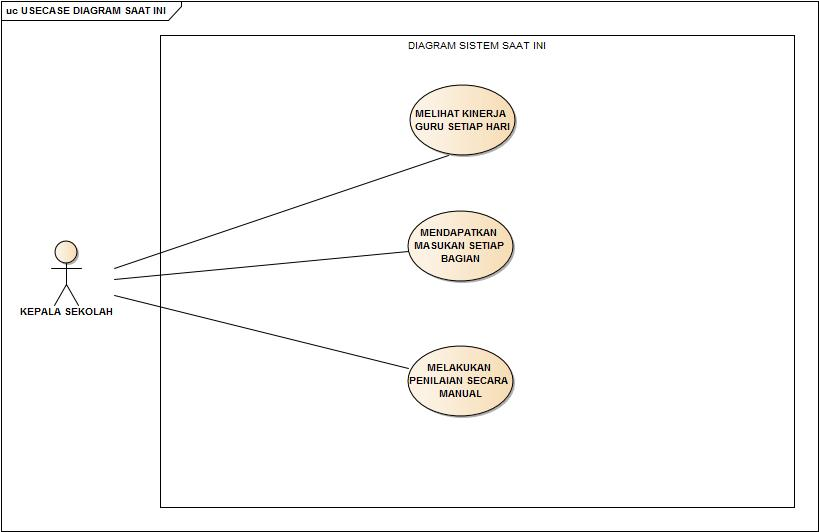 uc USECASE DIAGRAM SAAT INI
DIAGRAM SISTEM SAAT INI
MELIHAT KINERJA
GURU SETIAP HARI
MENDAPATKAN
MASUKAN SETIAP
BAGIAN
KEPALA SEKOLAH
MELAKUKAN
PENILAIAN SECARA
MANUAL